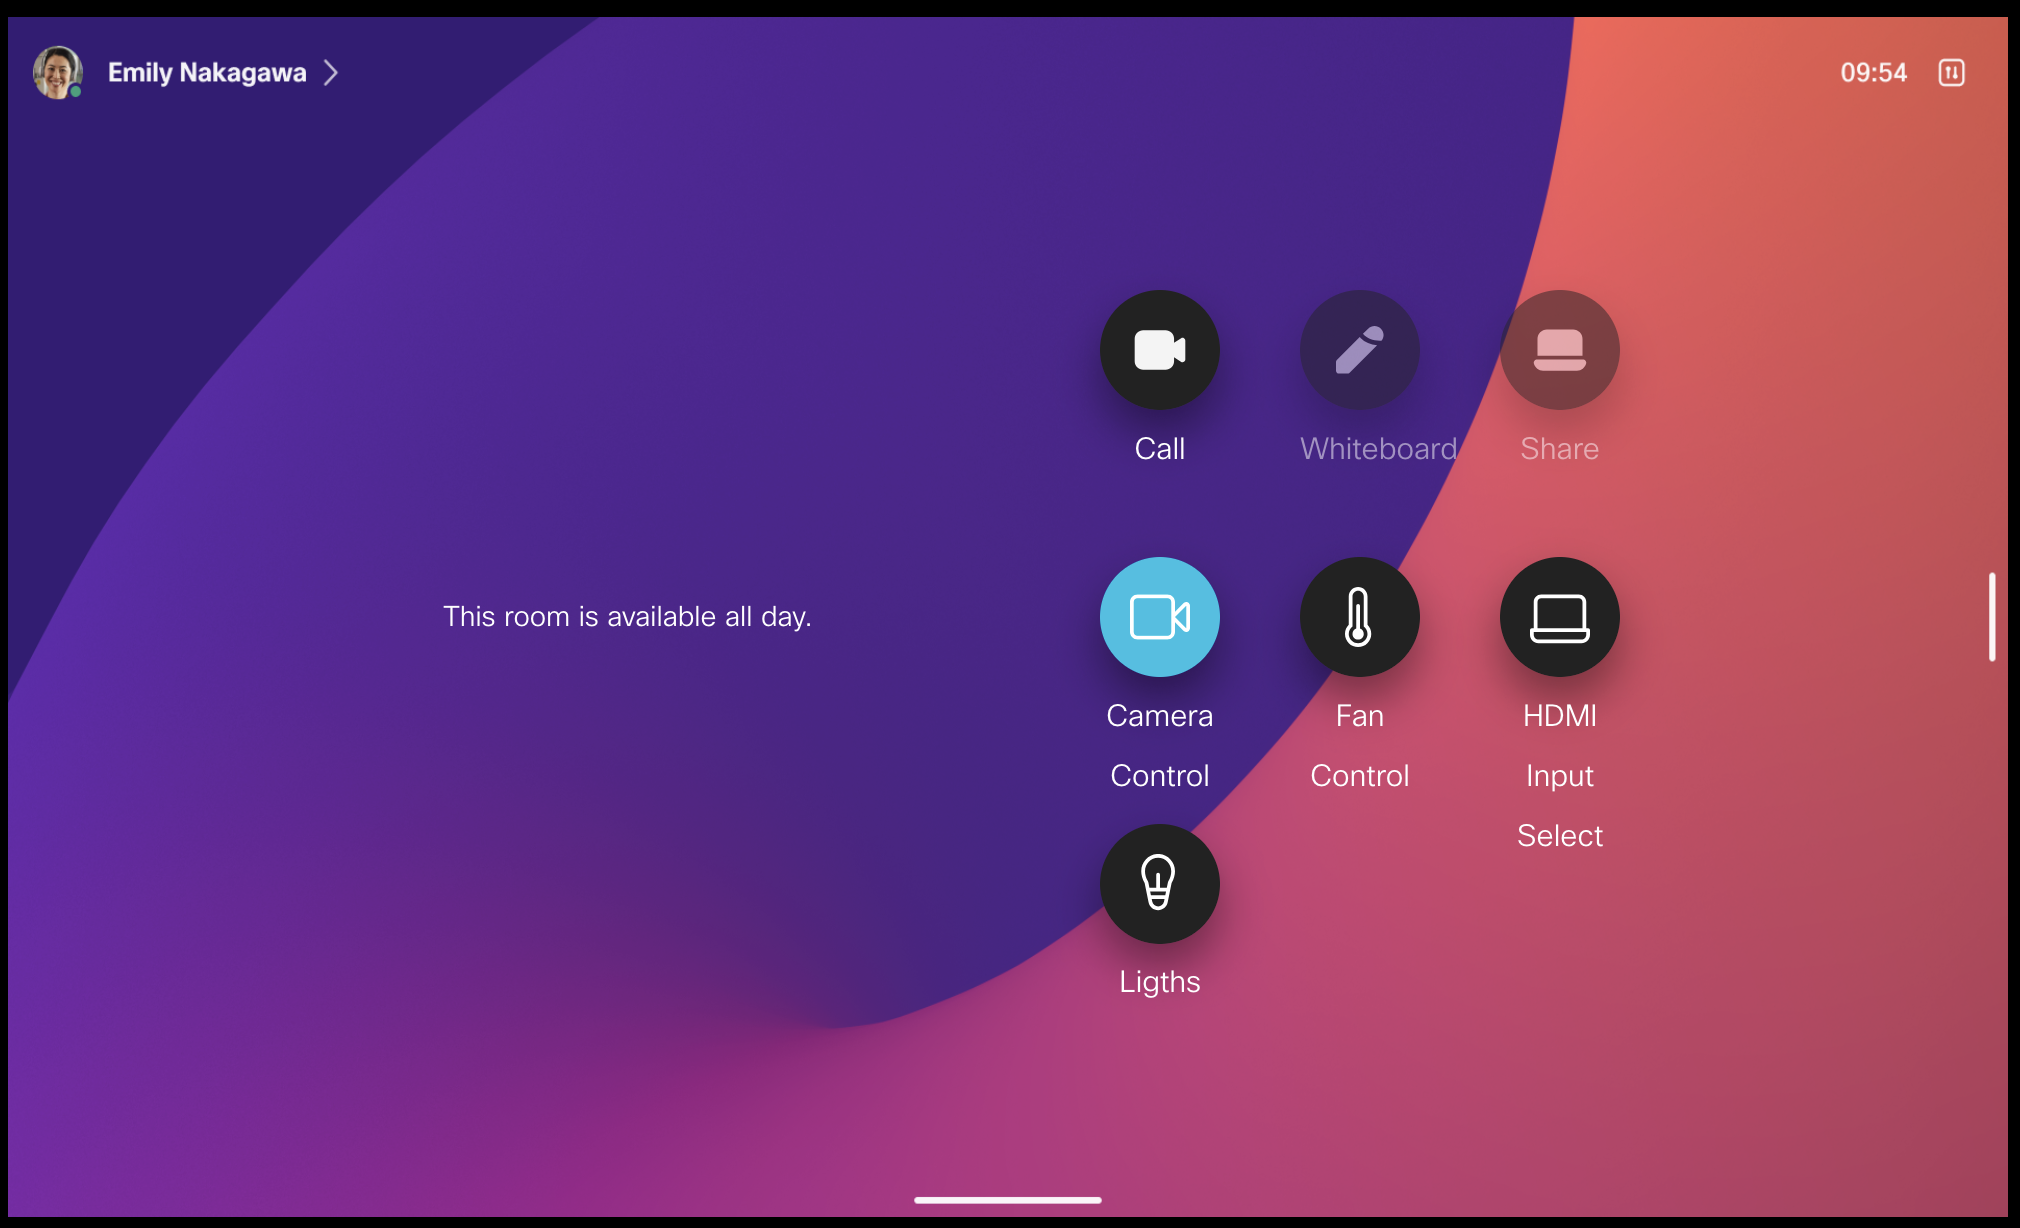 Emily Nakagawa
09:54
Call
Whiteboard
Share
This room is available all day.
Camera
Control
Fan
Control
HDMI
Input
Select
Ligths